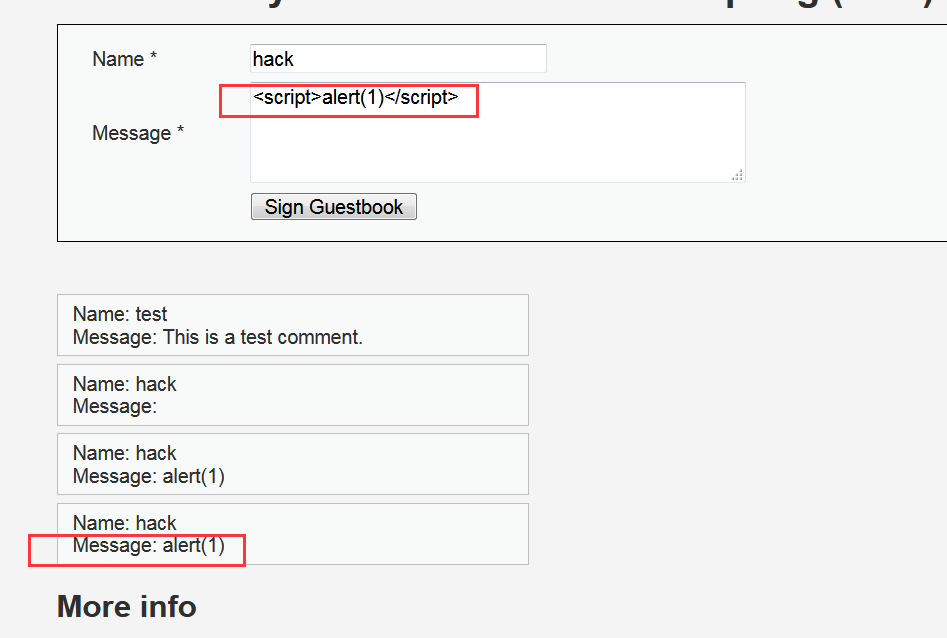 Name *
hack
<script>alert(1)</script>
Message *
Sign Guestbook
Name: test
Message: This is a test comment.
Name: hack
Message:
Name: hack
Message: alert(1)
Name: hack
Message: alert(1)
More info